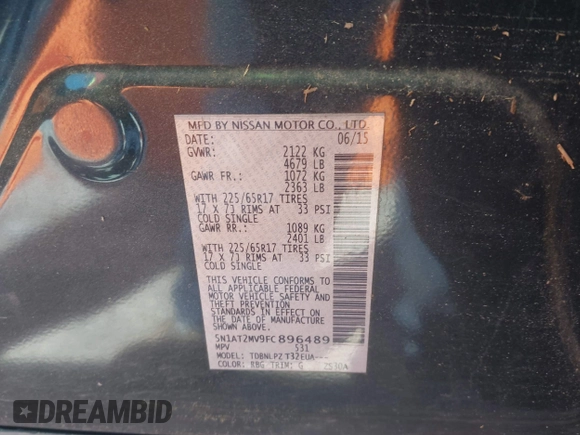 MFD BY NISSAN MOTOR CO., LTD.
DATE: 06/15
GVWR: 2122 KG
4679 LB
GAWR FR.: 1072 KG
2363 LB
WITH 225/65R17 TIRES
17 X 7J RIMS AT 33 PSI
COLD SINGLE
GAWR RR.: 1089 KG
2401 LB
WITH 225/65R17 TIRES
17 X 7J RIMS AT 33 PSI
COLD SINGLE
THIS VEHICLE CONFORMS TO
ALL APPLICABLE FEDERAL
MOTOR VEHICLE SAFETY AND
THEFT PREVENTION
STANDARDS IN EFFECT ON
THE DATE OF MANUFACTURE
SHOWN ABOVE
5N1AT2MV9FC896489
MPV 531
MODEL: TDBNLPZ T32EUA---
COLOR: RBG TRIM: G
DREAMBID